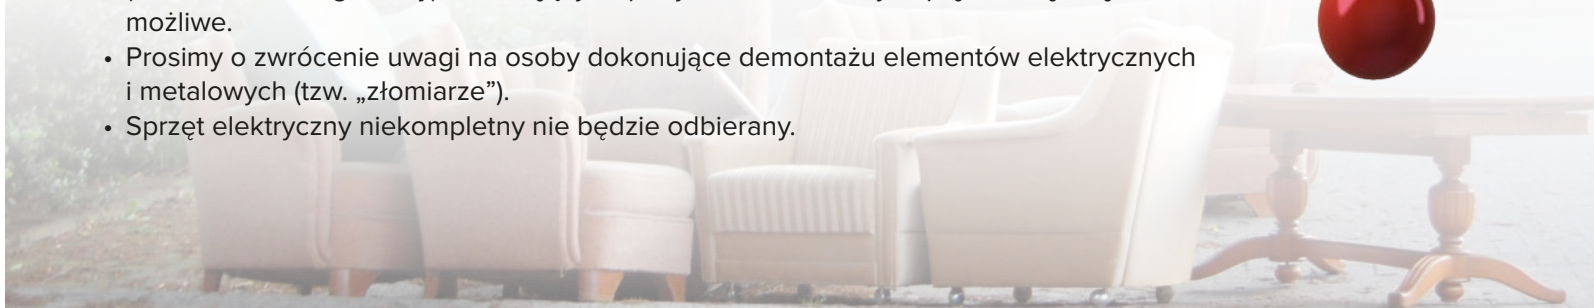 możliwe.
• Prosimy o zwrócenie uwagi na osoby dokonujące demontażu elementów elektrycznych
i metalowych (tzw. „złomiarze”).
• Sprzęt elektryczny niekompletny nie będzie odbierany.